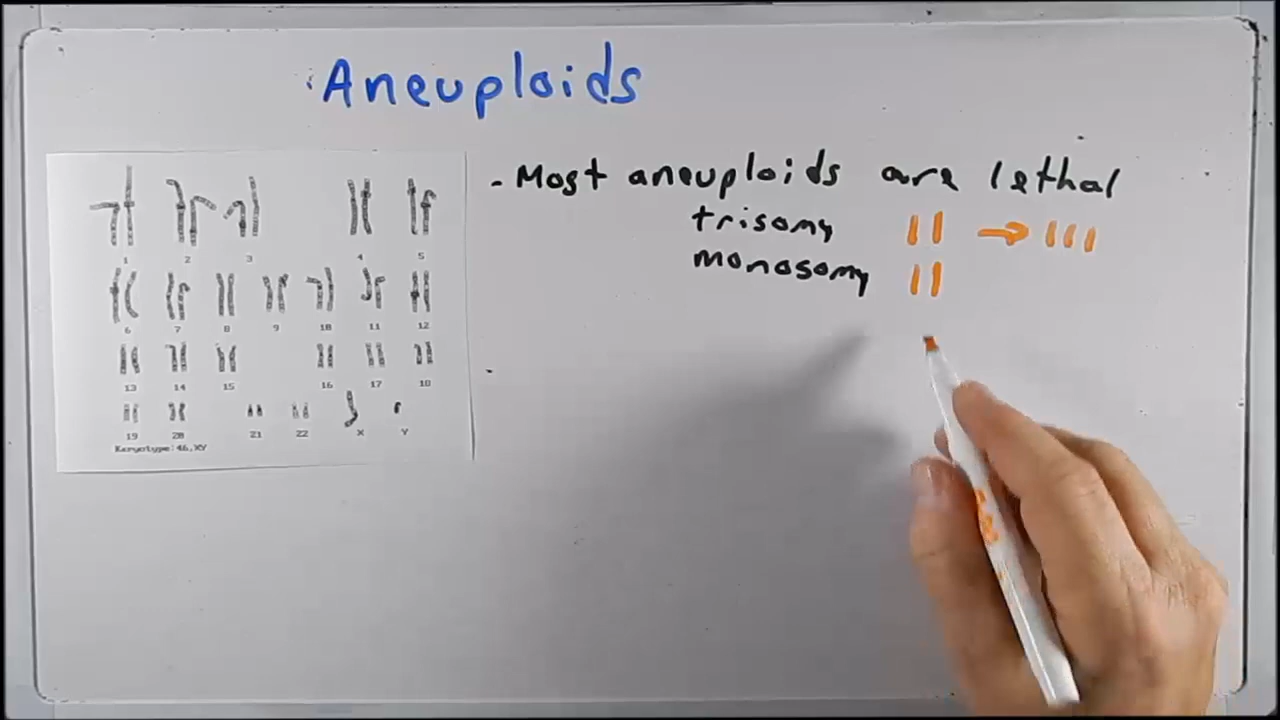 Aneuploids
- Most aneuploids are lethal
trisomy
monosomy
1 2 3 4 5
6 7 8 9 10 11 12
13 14 15 16 17 18
19 20 21 22 X Y
Karyotype:46,XY